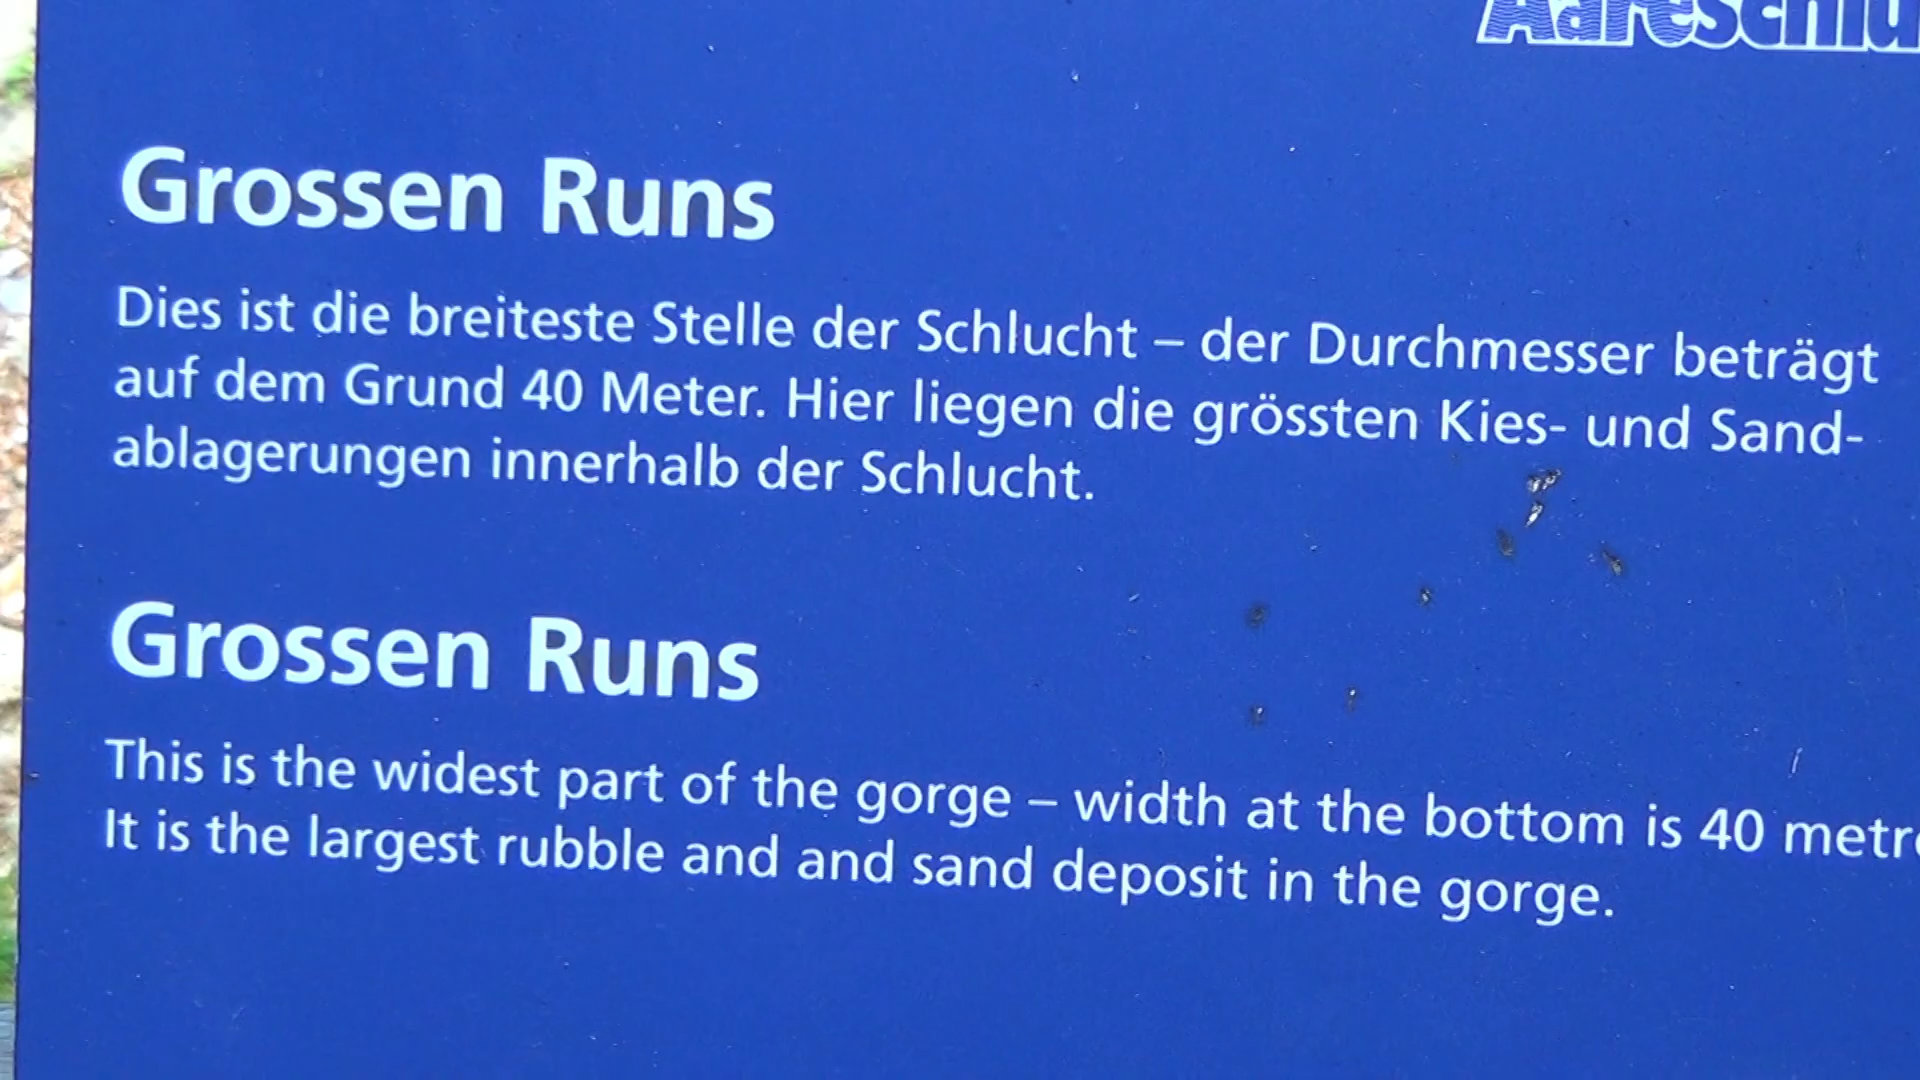 Grossen Runs
Dies ist die breiteste Stelle der Schlucht – der Durchmesser beträgt
auf dem Grund 40 Meter. Hier liegen die grössten Kies- und Sand-
ablagerungen innerhalb der Schlucht.
Grossen Runs
This is the widest part of the gorge – width at the bottom is 40
It is the largest rubble and and sand deposit in the gorge.